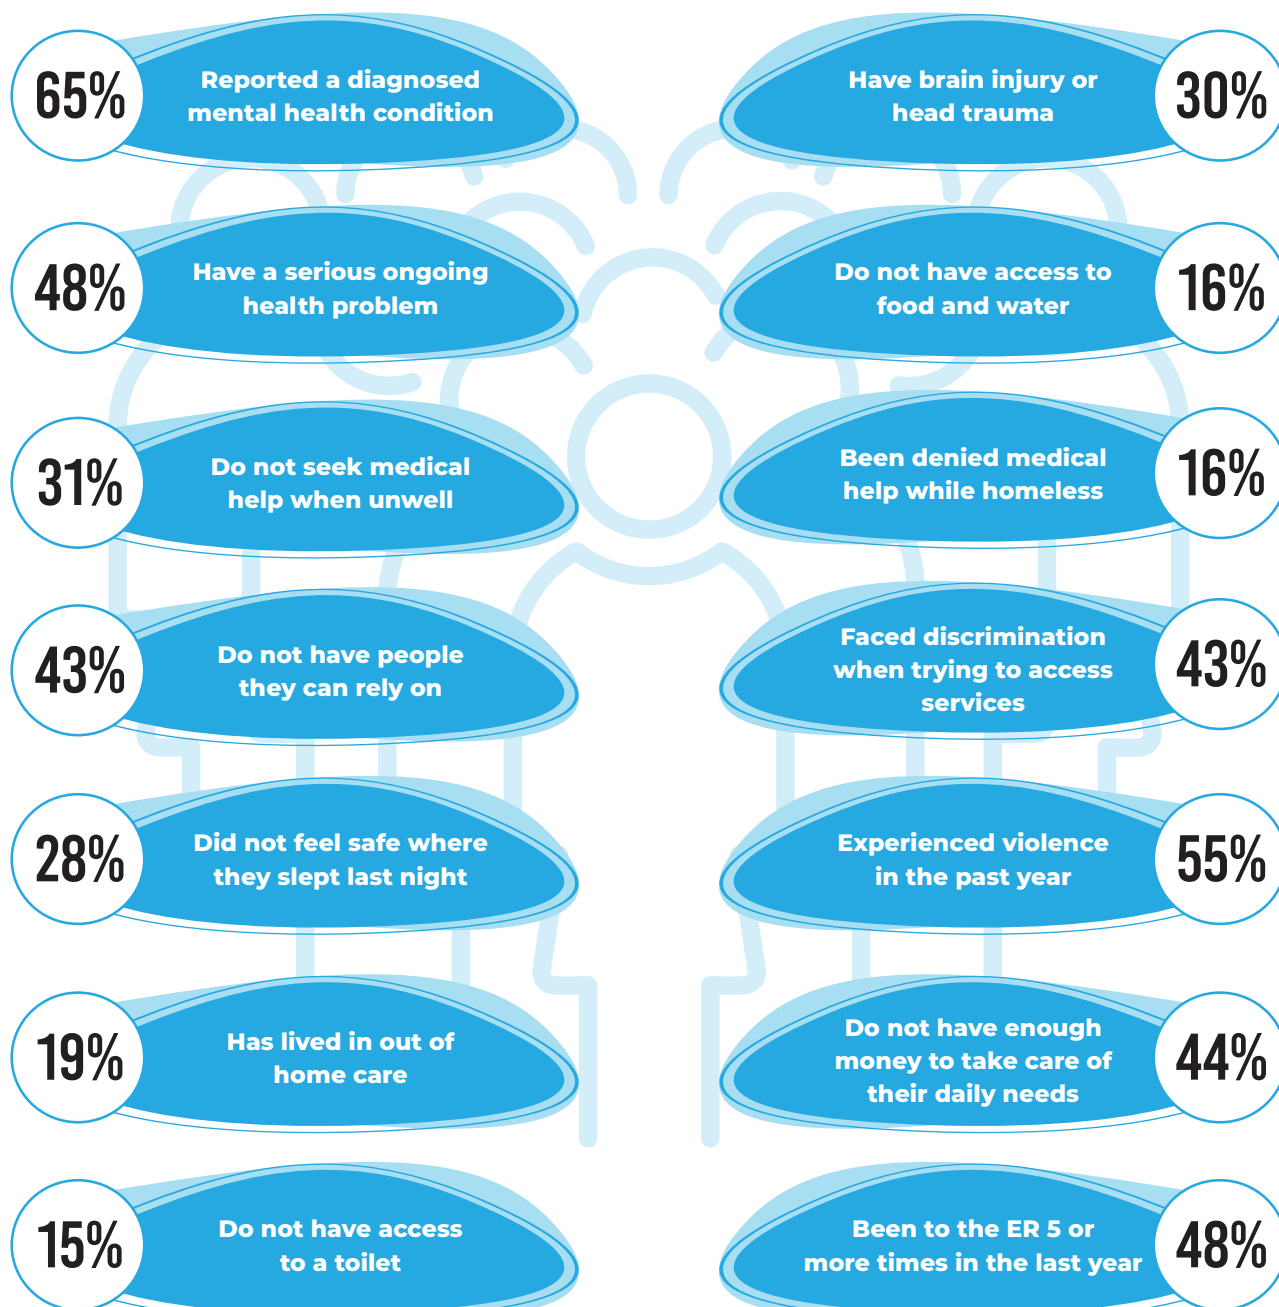 65%
Reported a diagnosed
mental health condition
48%
Have a serious ongoing
health problem
31%
Do not seek medical
help when unwell
43%
Do not have people
they can rely on
28%
Did not feel safe where
they slept last night
19%
Has lived in out of
home care
15%
Do not have access
to a toilet
Have brain injury or
head trauma
30%
Do not have access to
food and water
16%
Been denied medical
help while homeless
16%
Faced discrimination
when trying to access
services
43%
Experienced violence
in the past year
55%
Do not have enough
money to take care of
their daily needs
44%
Been to the ER 5 or
more times in the last year
48%